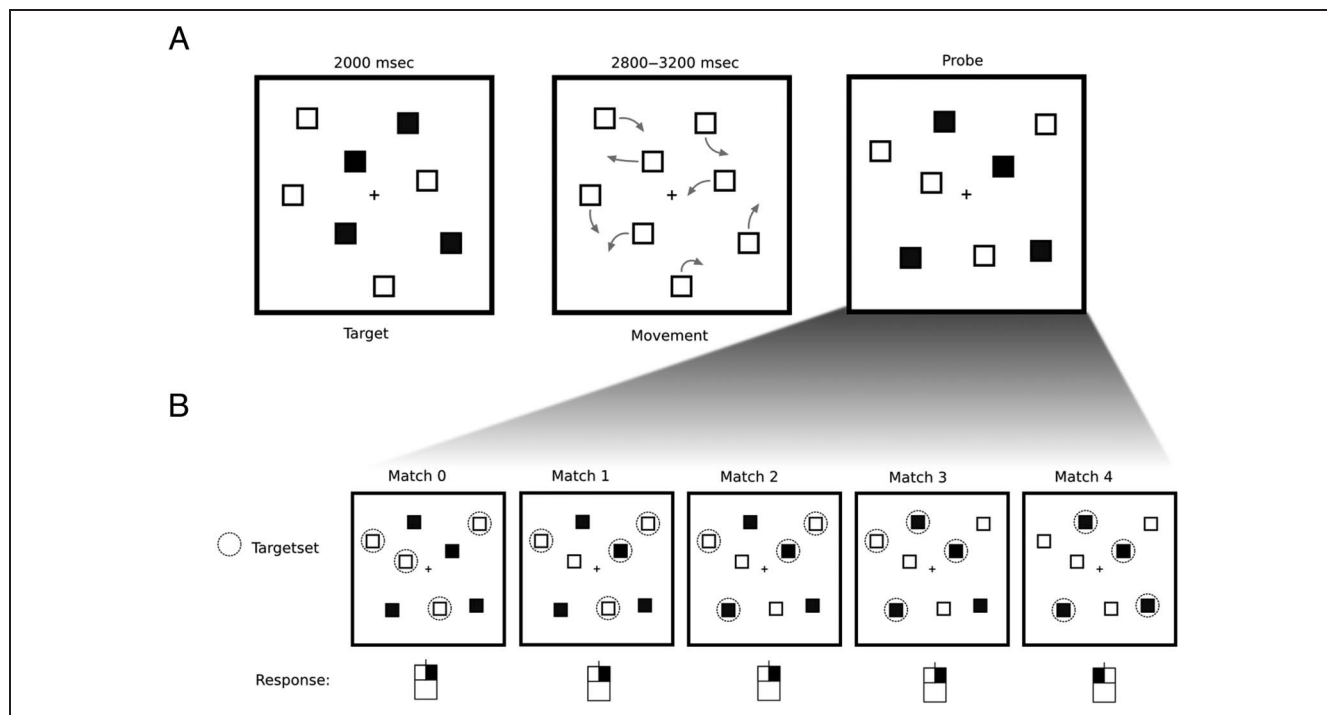 A
2000 msec
2800–3200 msec
Probe
Target
Movement
B
Match 0
Match 1
Match 2
Match 3
Match 4
Targetset
Response: